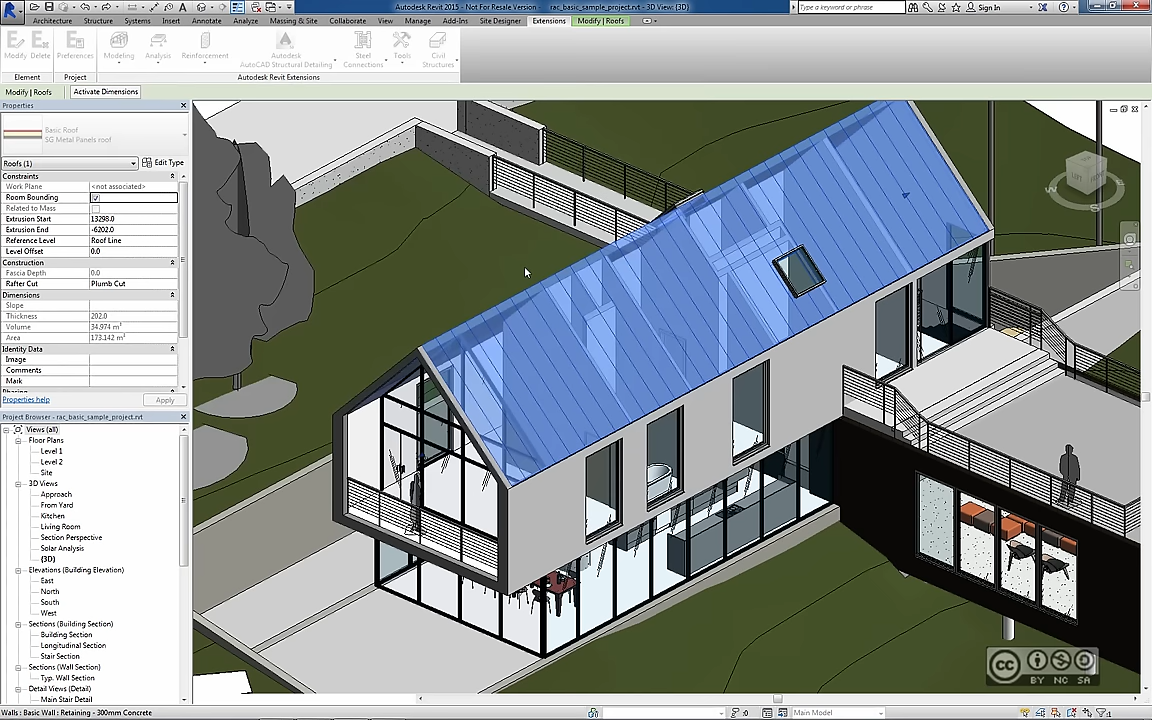 Autodesk Revit 2015 - Not For Resale Version - rac_basic_sample_project.rvt - 3D View: {3D}
Type a keyword or phrase
Sign In
Architecture Structure Systems Insert Annotate Analyze Massing & Site Collaborate View Manage Add-Ins Site Designer Extensions Modify | Roofs
Modify Delete Preferences Modeling Analysis Reinforcement Autodesk Steel Tools Civil
AutoCAD Structural Detailing Connections Structures
Element Project Autodesk Revit Extensions
Modify | Roofs Activate Dimensions
Properties
Basic Roof
SG Metal Panels roof
Roofs (1) Edit Type
Constraints
Work Plane <not associated>
Room Bounding
Related to Mass
Extrusion Start 13298.0
Extrusion End -6202.0
Reference Level Roof Line
Level Offset 0.0
Construction
Fascia Depth 0.0
Rafter Cut Plumb Cut
Dimensions
Slope
Thickness 202.0
Volume 34.974 m³
Area 173.142 m²
Identity Data
Image
Comments
Mark
Properties help Apply
Project Browser - rac_basic_sample_project.rvt
Views (all)
Floor Plans
Level 1
Level 2
Site
3D Views
Approach
From Yard
Kitchen
Living Room
Section Perspective
Solar Analysis
{3D}
Elevations (Building Elevation)
East
North
South
West
Sections (Building Section)
Building Section
Longitudinal Section
Stair Section
Sections (Wall Section)
Typ. Wall Section
Detail Views (Detail)
Main Stair Detail
Walls : Basic Wall : Retaining - 300mm Concrete
:0
Main Model
W
S
cc
BY NC SA